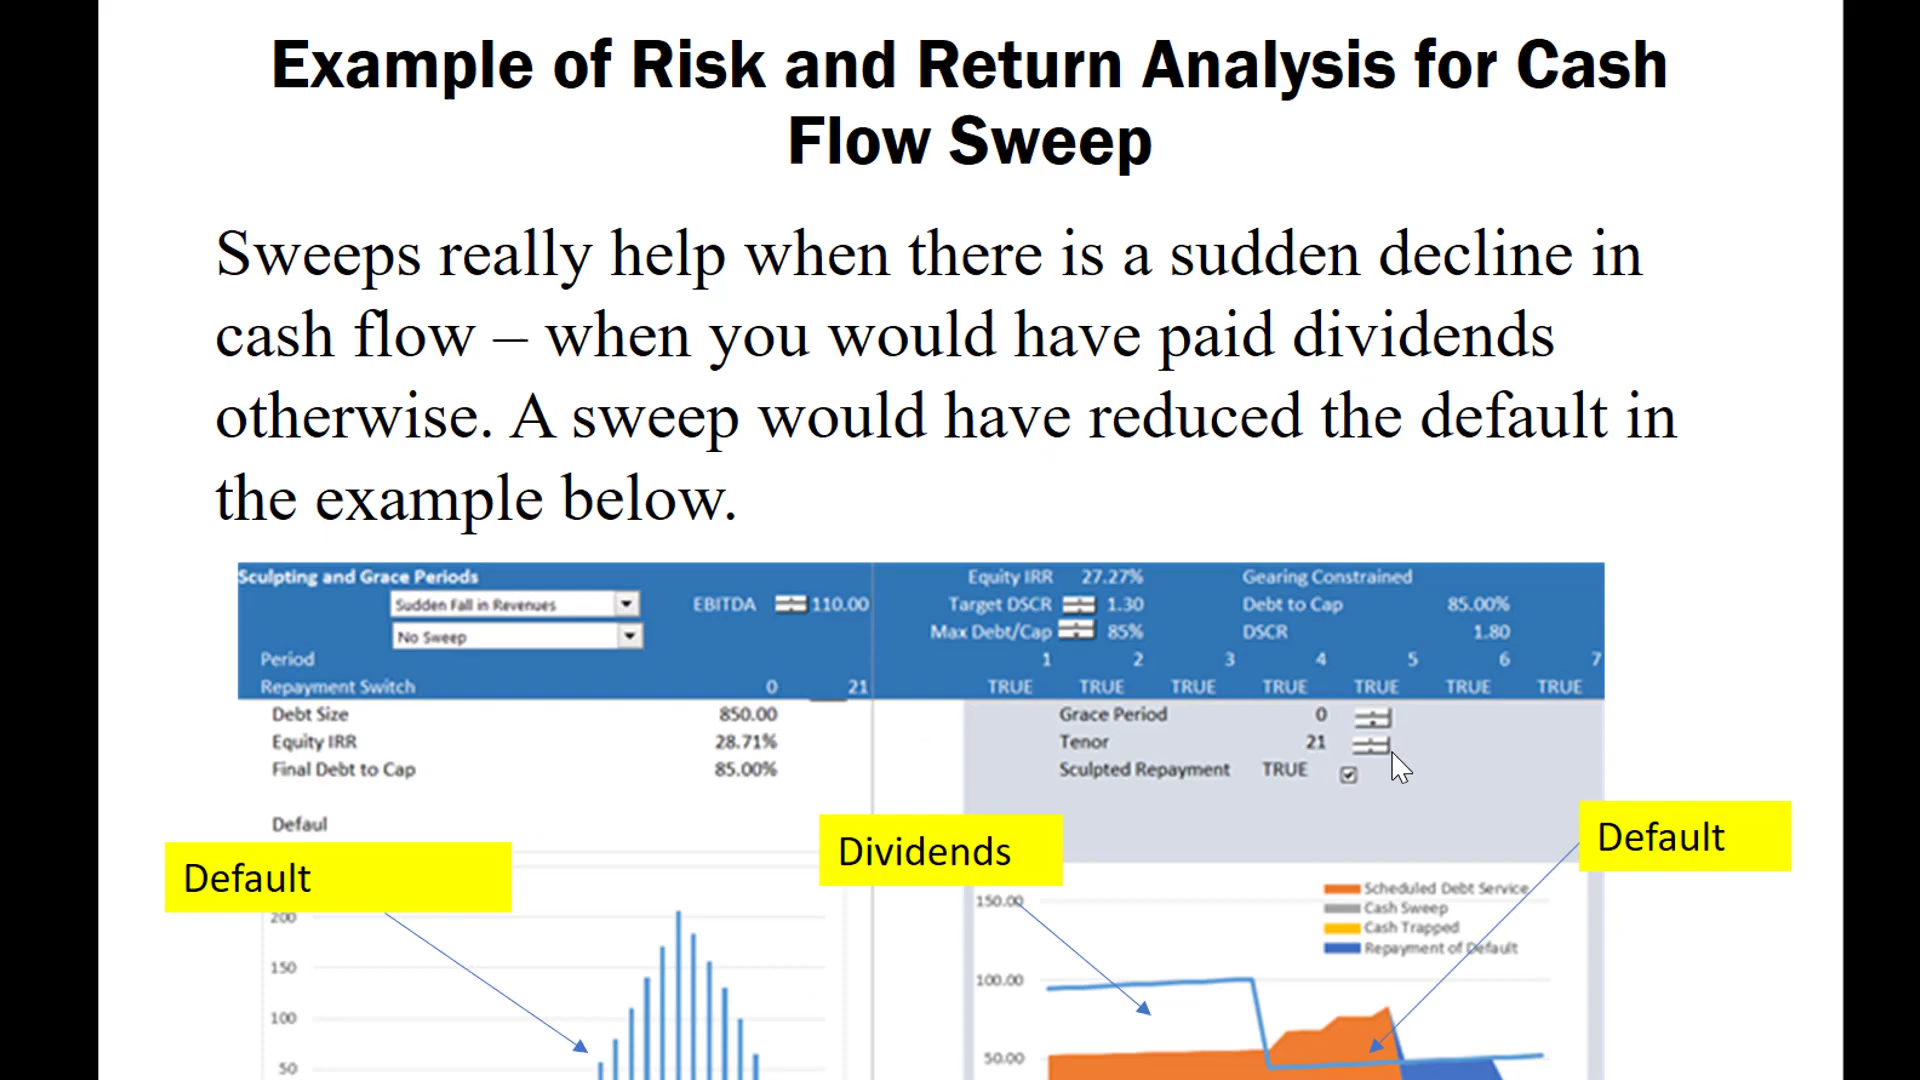 Example of Risk and Return Analysis for Cash
Flow Sweep
Sweeps really help when there is a sudden decline in
cash flow – when you would have paid dividends
otherwise. A sweep would have reduced the default in
the example below.
Sculpting and Grace Periods
Equity IRR 27.27% Gearing Constrained
Sudden Fall in Revenues EBITDA 110.00 Target DSCR 1.30 Debt to Cap 85.00%
No Sweep Max Debt/Cap 85% DSCR 1.80
Period 1 2 3 4 5 6 7
Repayment Switch 0 21 TRUE TRUE TRUE TRUE TRUE TRUE TRUE
Debt Size 850.00 Grace Period 0
Equity IRR 28.71% Tenor 21
Final Debt to Cap 85.00% Sculpted Repayment TRUE
Defaul
Default
Dividends
Default
200
150
100
50
150.00
100.00
50.00
Scheduled Debt Service
Cash Sweep
Cash Trapped
Repayment of Default